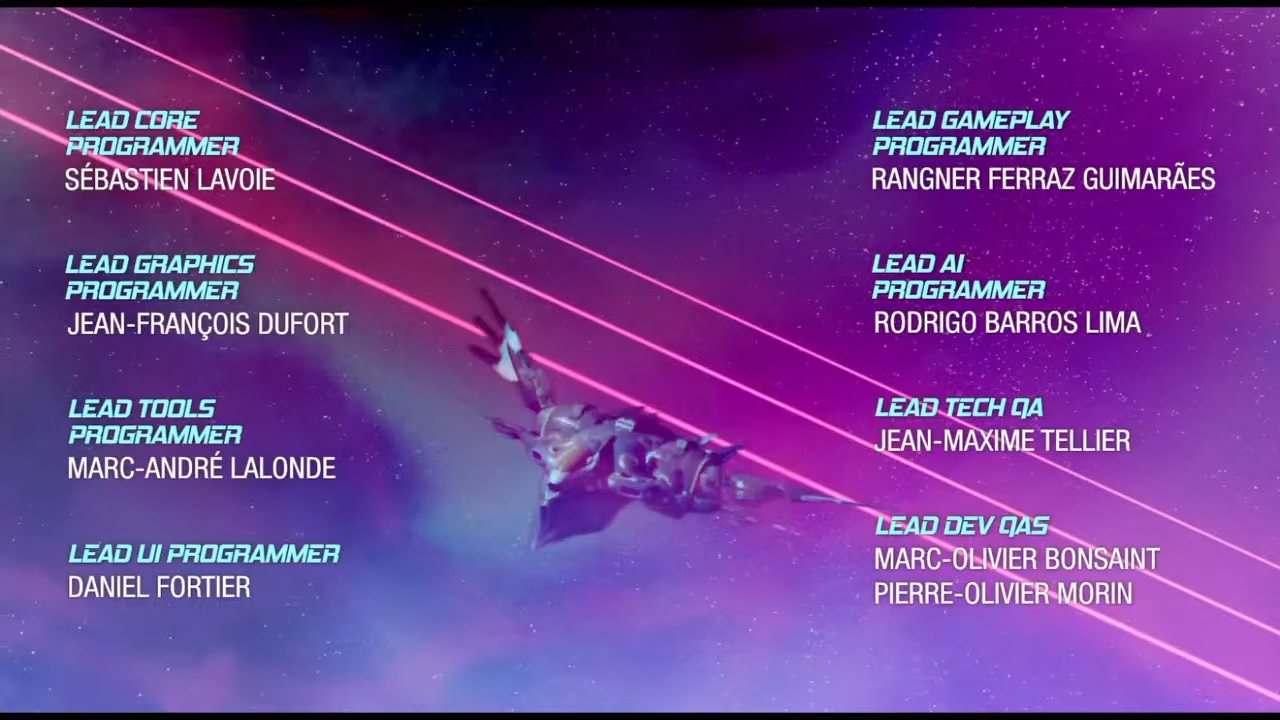 LEAD CORE
PROGRAMMER
SÉBASTIEN LAVOIE
LEAD GRAPHICS
PROGRAMMER
JEAN-FRANÇOIS DUFORT
LEAD TOOLS
PROGRAMMER
MARC-ANDRÉ LALONDE
LEAD UI PROGRAMMER
DANIEL FORTIER
LEAD GAMEPLAY
PROGRAMMER
RANGNER FERRAZ GUIMARÃES
LEAD AI
PROGRAMMER
RODRIGO BARROS LIMA
LEAD TECH QA
JEAN-MAXIME TELLIER
LEAD DEV QAS
MARC-OLIVIER BONSAINT
PIERRE-OLIVIER MORIN